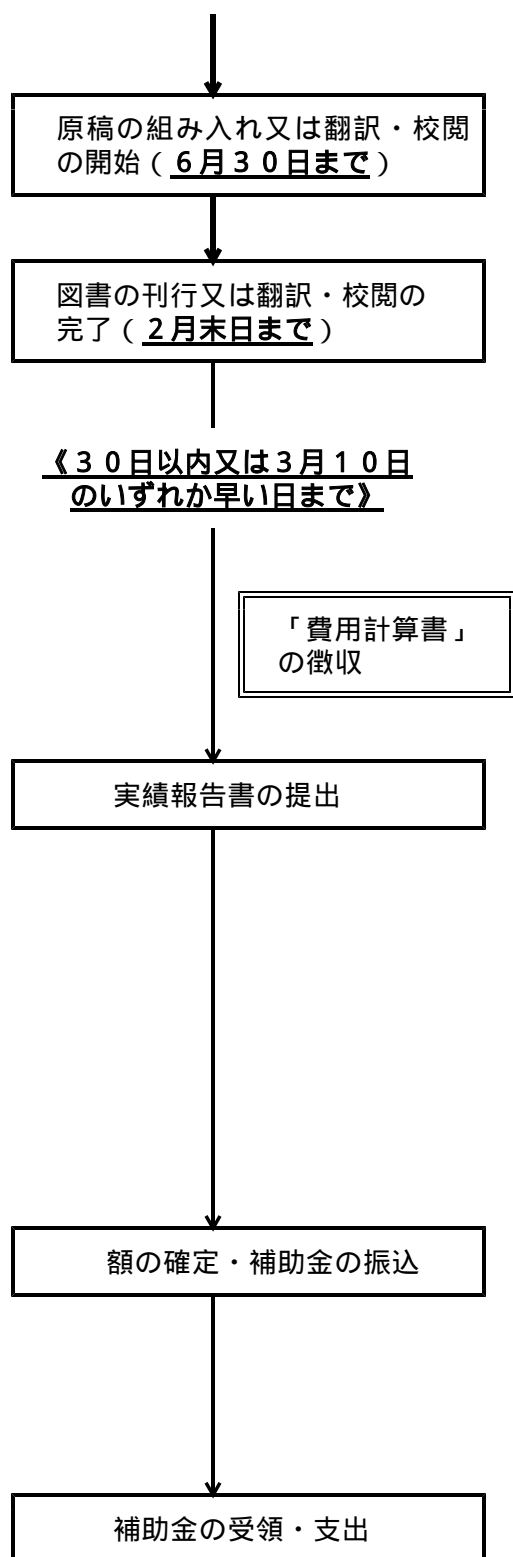 原稿の組み入れ又は翻訳・校閲
の開始（６月３０日まで）
図書の刊行又は翻訳・校閲の
完了（２月末日まで）
《３０日以内又は３月１０日
のいずれか早い日まで》
「費用計算書」
の徴収
実績報告書の提出
額の確定・補助金の振込
補助金の受領・支出